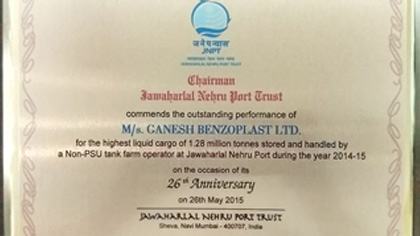 जनेपन्यास
JNPT
JAWAHARLAL NEHRU PORT TRUST
Chairman
Jawaharlal Nehru Port Trust
commends the outstanding performance of
M/s. GANESH BENZOPLAST LTD.
for the highest liquid cargo of 1.28 million tonnes stored and handled by
a Non-PSU tank farm operator at Jawaharlal Nehru Port during the year 2014-15
on the occasion of its
26th Anniversary
on 26th May 2015
JAWAHARLAL NEHRU PORT TRUST
Sheva, Navi Mumbai - 400707, India